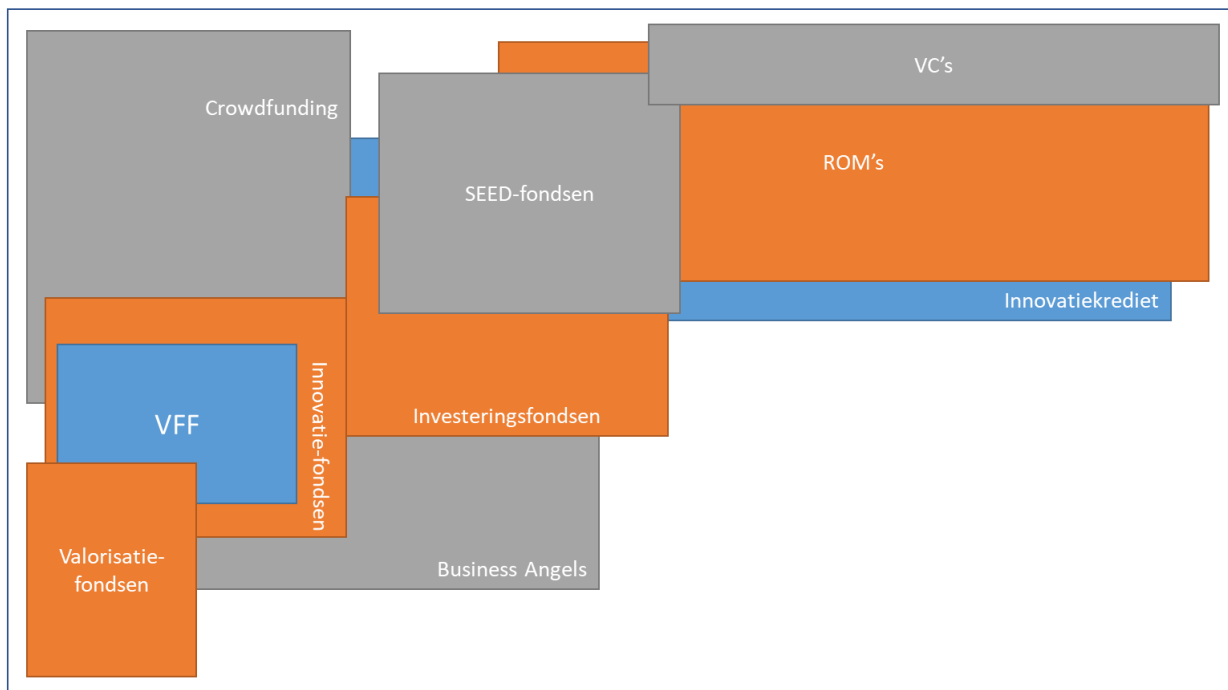 VC's
Crowdfunding
ROM's
SEED-fondsen
Innovatiekrediet
Innovatie-fondsen
Investeringsfondsen
VFF
Valorisatie-
fondsen
Business Angels